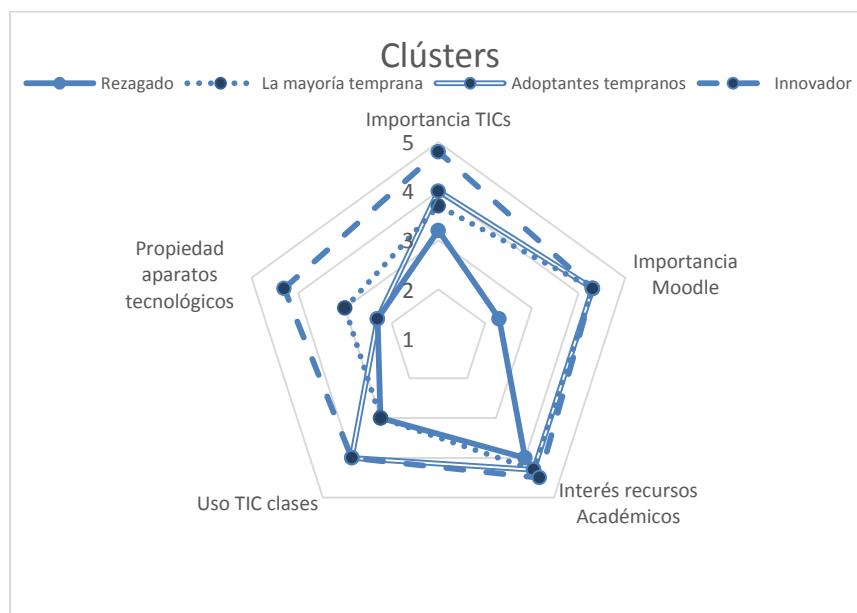 Clústers
Rezagado
La mayoría temprana
Adoptantes tempranos
Innovador
Importancia TICs
5
4
3
2
1
Importancia
Moodle
Interés recursos
Académicos
Uso TIC clases
Propiedad
aparatos
tecnológicos